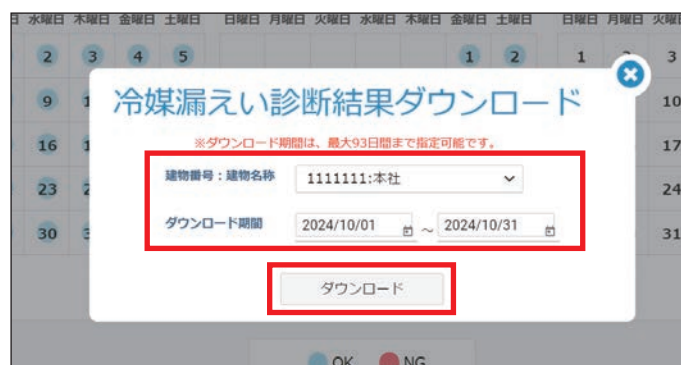 水曜日 木曜日 金曜日 土曜日 日曜日 月曜日 火曜日 水曜日 木曜日 金曜日 土曜日 日曜日 月曜日
2 3 4 5 1 2 1 3
冷媒漏えい診断結果ダウンロード
9 10
※ダウンロード期間は、最大93日間まで指定可能です。
16 17
建物番号：建物名称 1111111:本社
23 24
ダウンロード期間 2024/10/01 ～ 2024/10/31
30 31
ダウンロード
OK NG